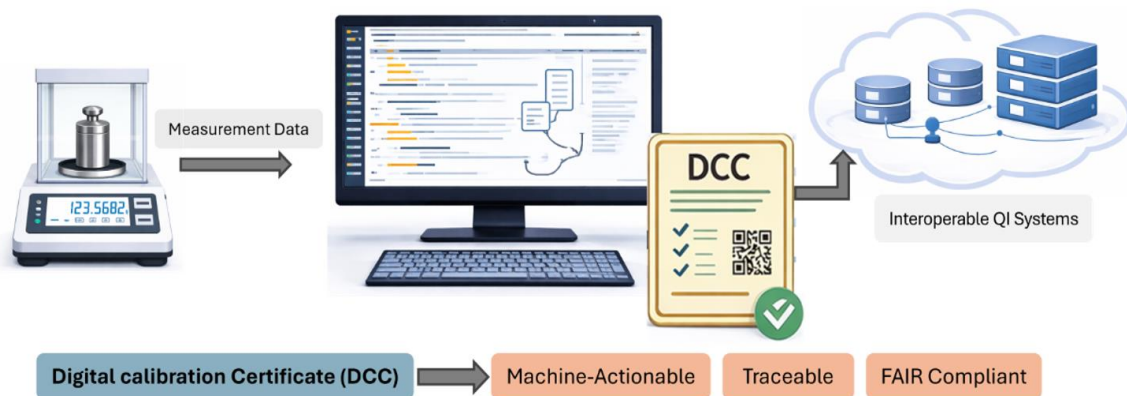 Measurement Data
123.5682
DCC
Interoperable QI Systems
Digital calibration Certificate (DCC)
Machine-Actionable
Traceable
FAIR Compliant